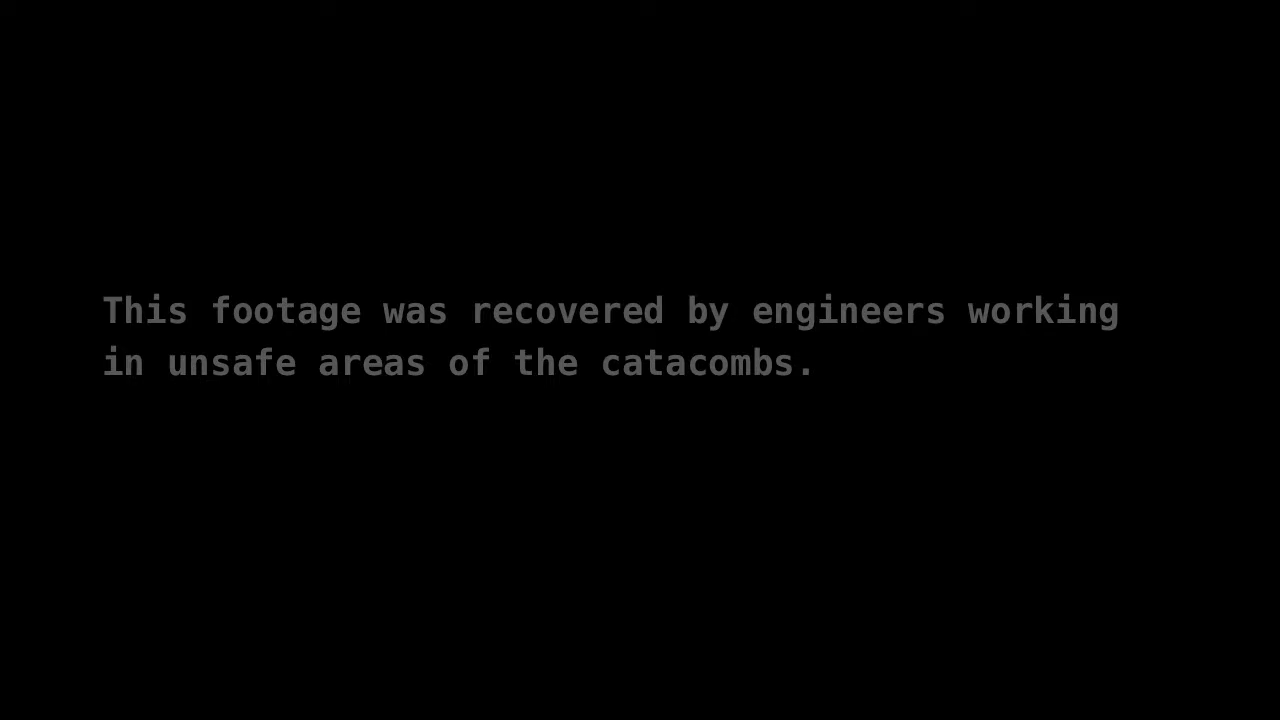 This footage was recovered by engineers working
in unsafe areas of the catacombs.